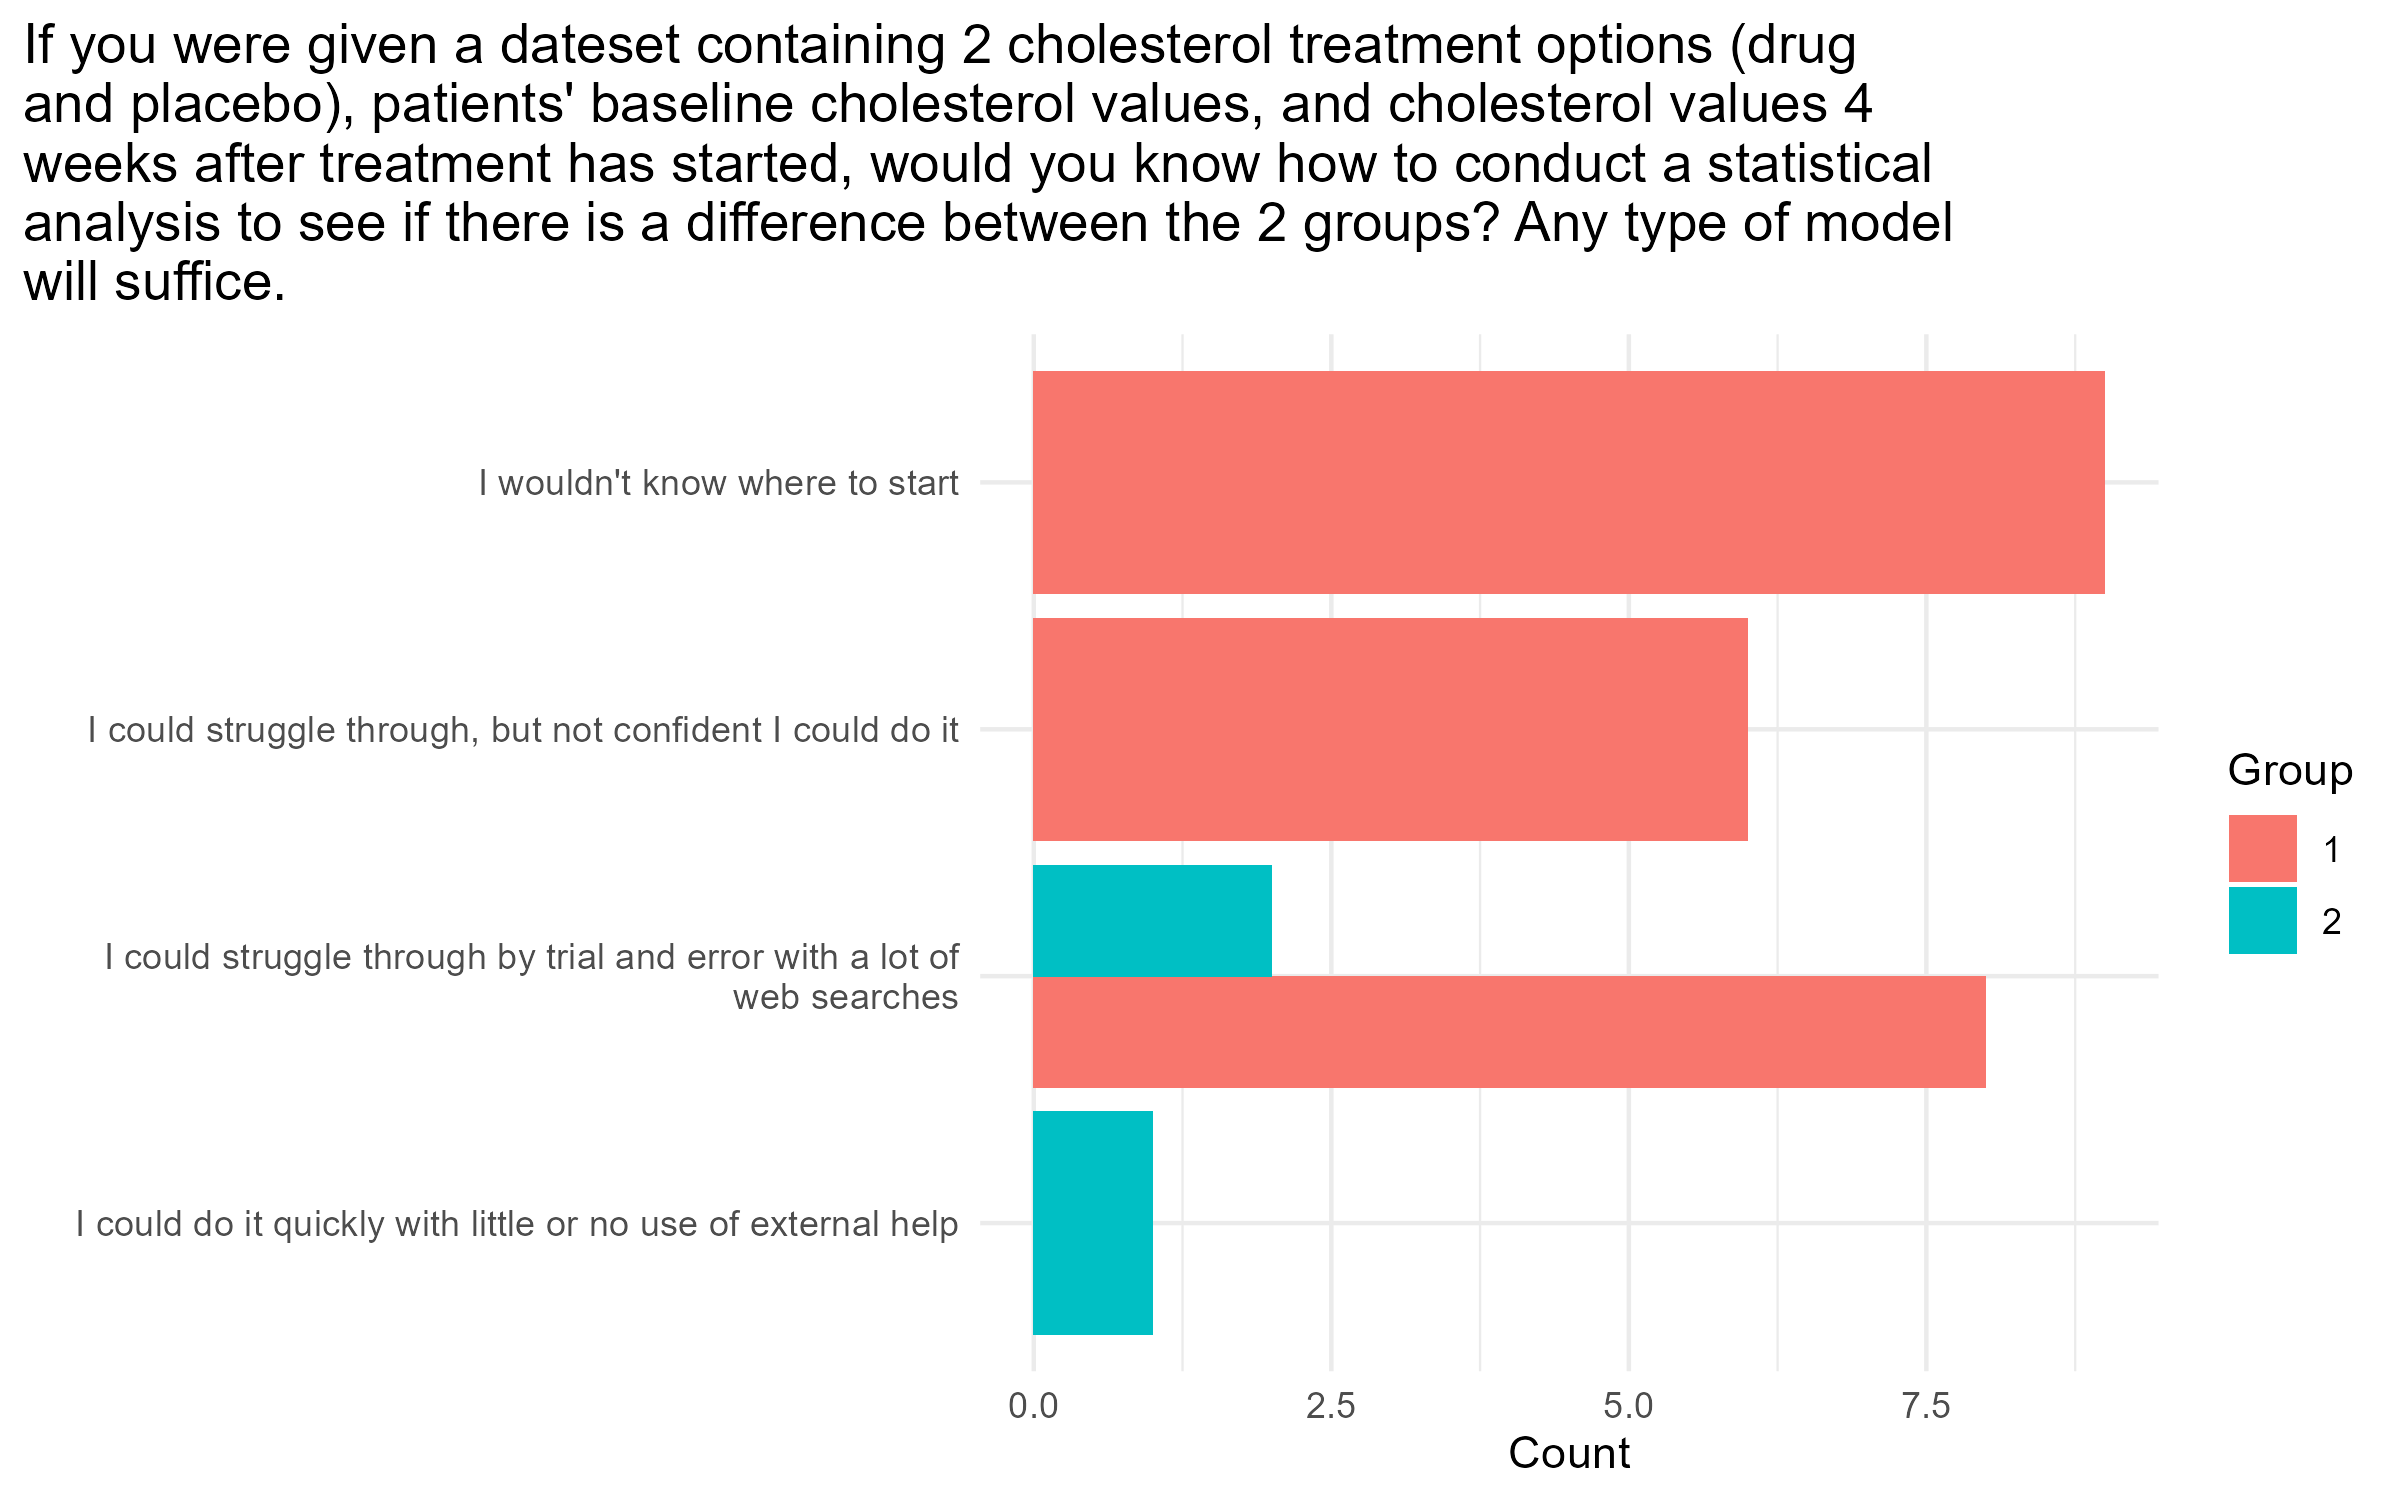 If you were given a dateset containing 2 cholesterol treatment options (drug
and placebo), patients' baseline cholesterol values, and cholesterol values 4
weeks after treatment has started, would you know how to conduct a statistical
analysis to see if there is a difference between the 2 groups? Any type of model
will suffice.
I wouldn't know where to start
I could struggle through, but not confident I could do it
I could struggle through by trial and error with a lot of
web searches
I could do it quickly with little or no use of external help
0.0 2.5 5.0 7.5
Count
Group
1
2